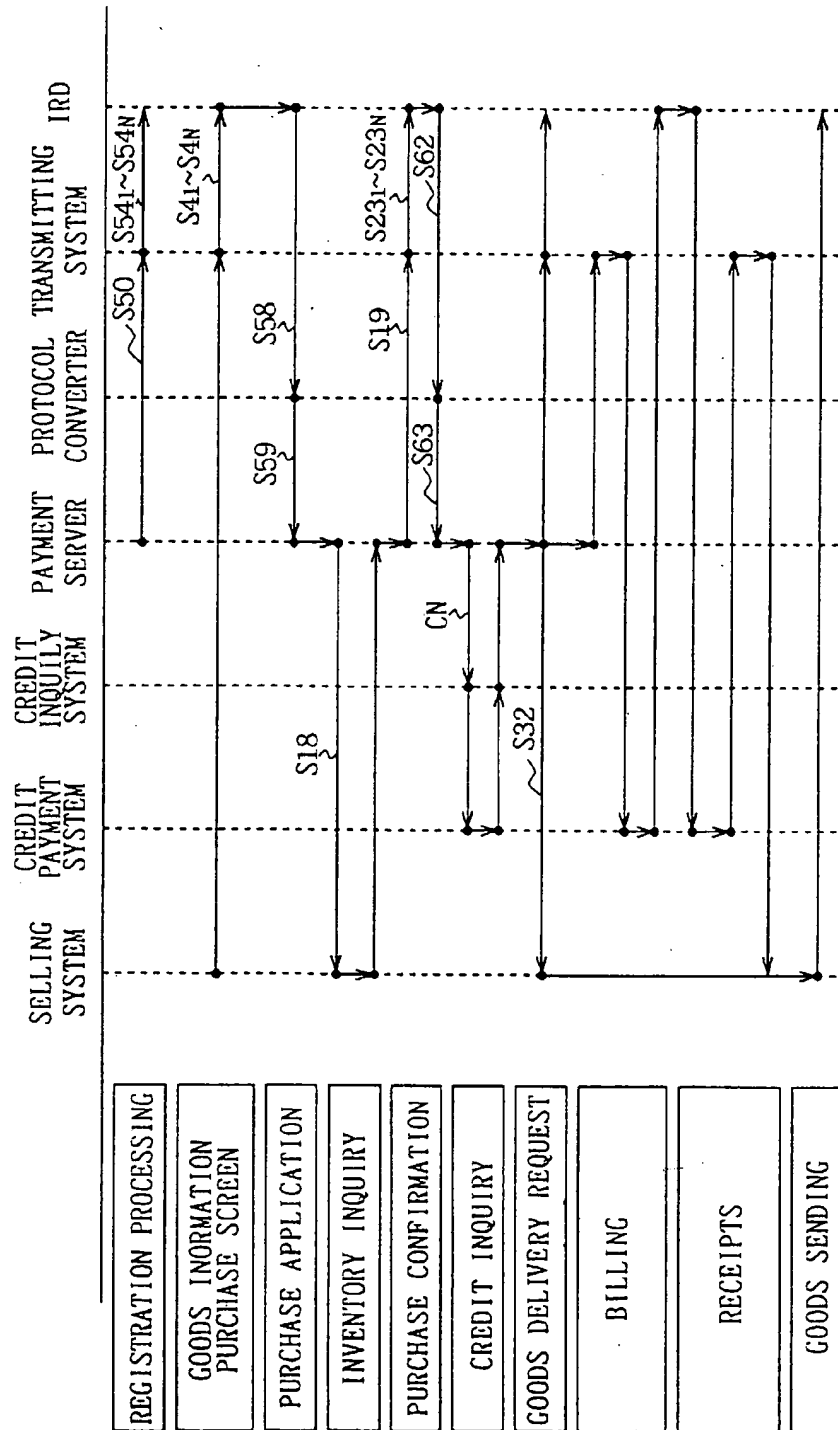 SELLING
SYSTEM
CREDIT
PAYMENT
SYSTEM
CREDIT
INQUILY
SYSTEM
PAYMENT
SERVER
PROTOCOL
CONVERTER
TRANSMITTING
SYSTEM
IRD
REGISTRATION PROCESSING
S50
S541~S54N
GOODS INORMATION
PURCHASE SCREEN
S41~S4N
PURCHASE APPLICATION
S59
S58
INVENTORY INQUIRY
S18
PURCHASE CONFIRMATION
S19
S231~S23N
S63
S62
CREDIT INQUIRY
CN
GOODS DELIVERY REQUEST
S32
BILLING
RECEIPTS
GOODS SENDING